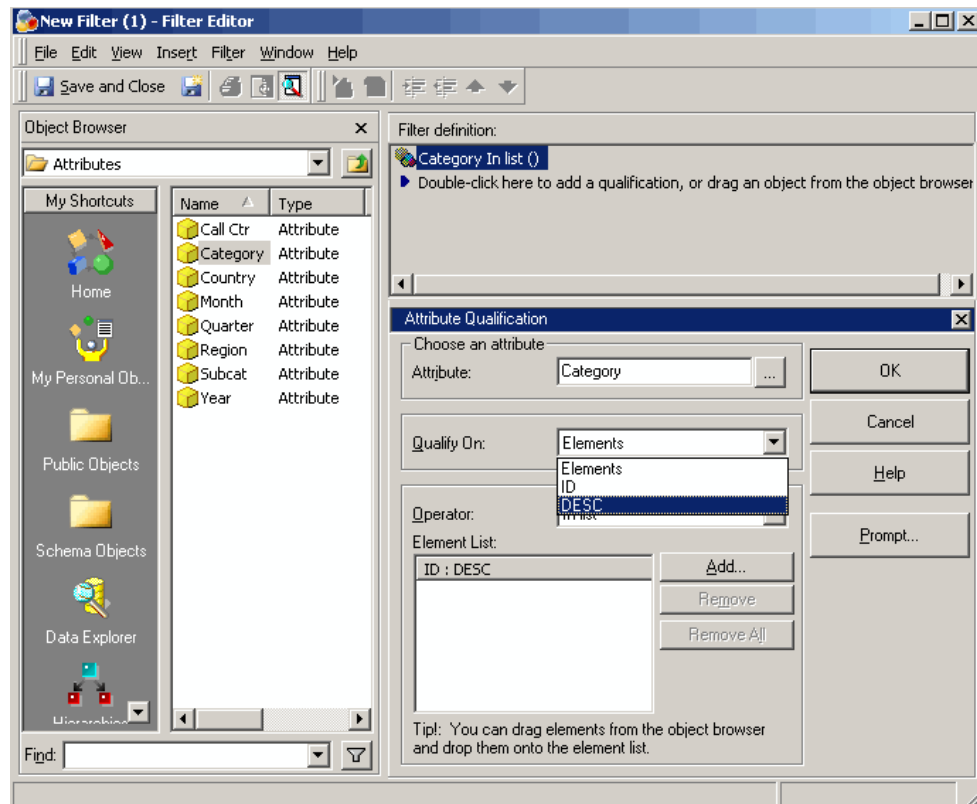 New Filter (1) - Filter Editor
File Edit View Insert Filter Window Help
Save and Close
Object Browser
Attributes
My Shortcuts
Home
My Personal Ob...
Public Objects
Schema Objects
Data Explorer
Hierarchies
Name Type
Call Ctr Attribute
Category Attribute
Country Attribute
Month Attribute
Quarter Attribute
Region Attribute
Subcat Attribute
Year Attribute
Find:
Filter definition:
Category In list ()
Double-click here to add a qualification, or drag an object from the object browser
Attribute Qualification
Choose an attribute
Attribute: Category ...
Qualify On: Elements
Elements
ID
DESC
Operator: In list
Element List:
ID : DESC
Add...
Remove
Remove All
Tip!: You can drag elements from the object browser
and drop them onto the element list.
OK
Cancel
Help
Prompt...